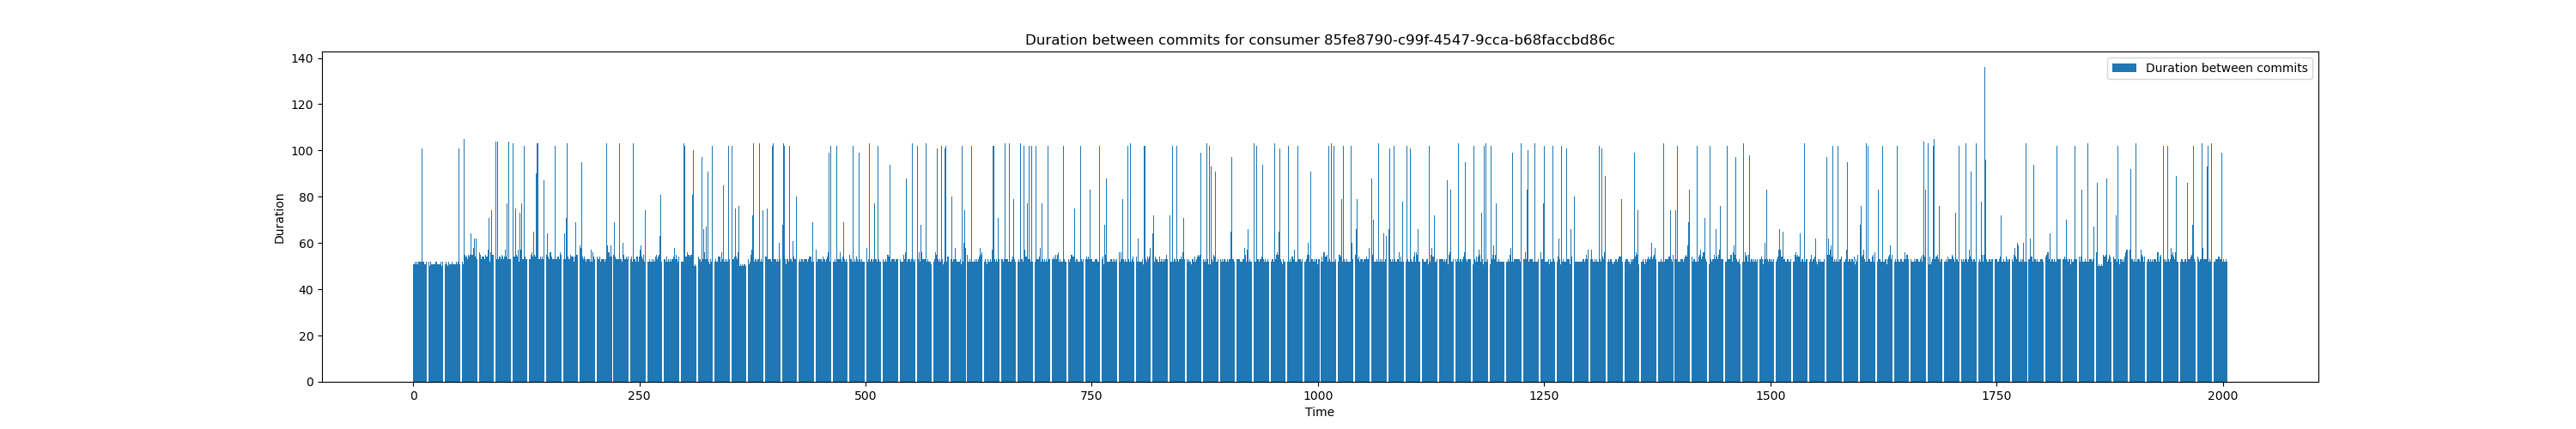 Duration between commits for consumer 85fe8790-c99f-4547-9cca-b68faccbd86c
140
120
100
80
60
40
20
0
Duration
Duration between commits
0 250 500 750 1000 1250 1500 1750 2000
Time